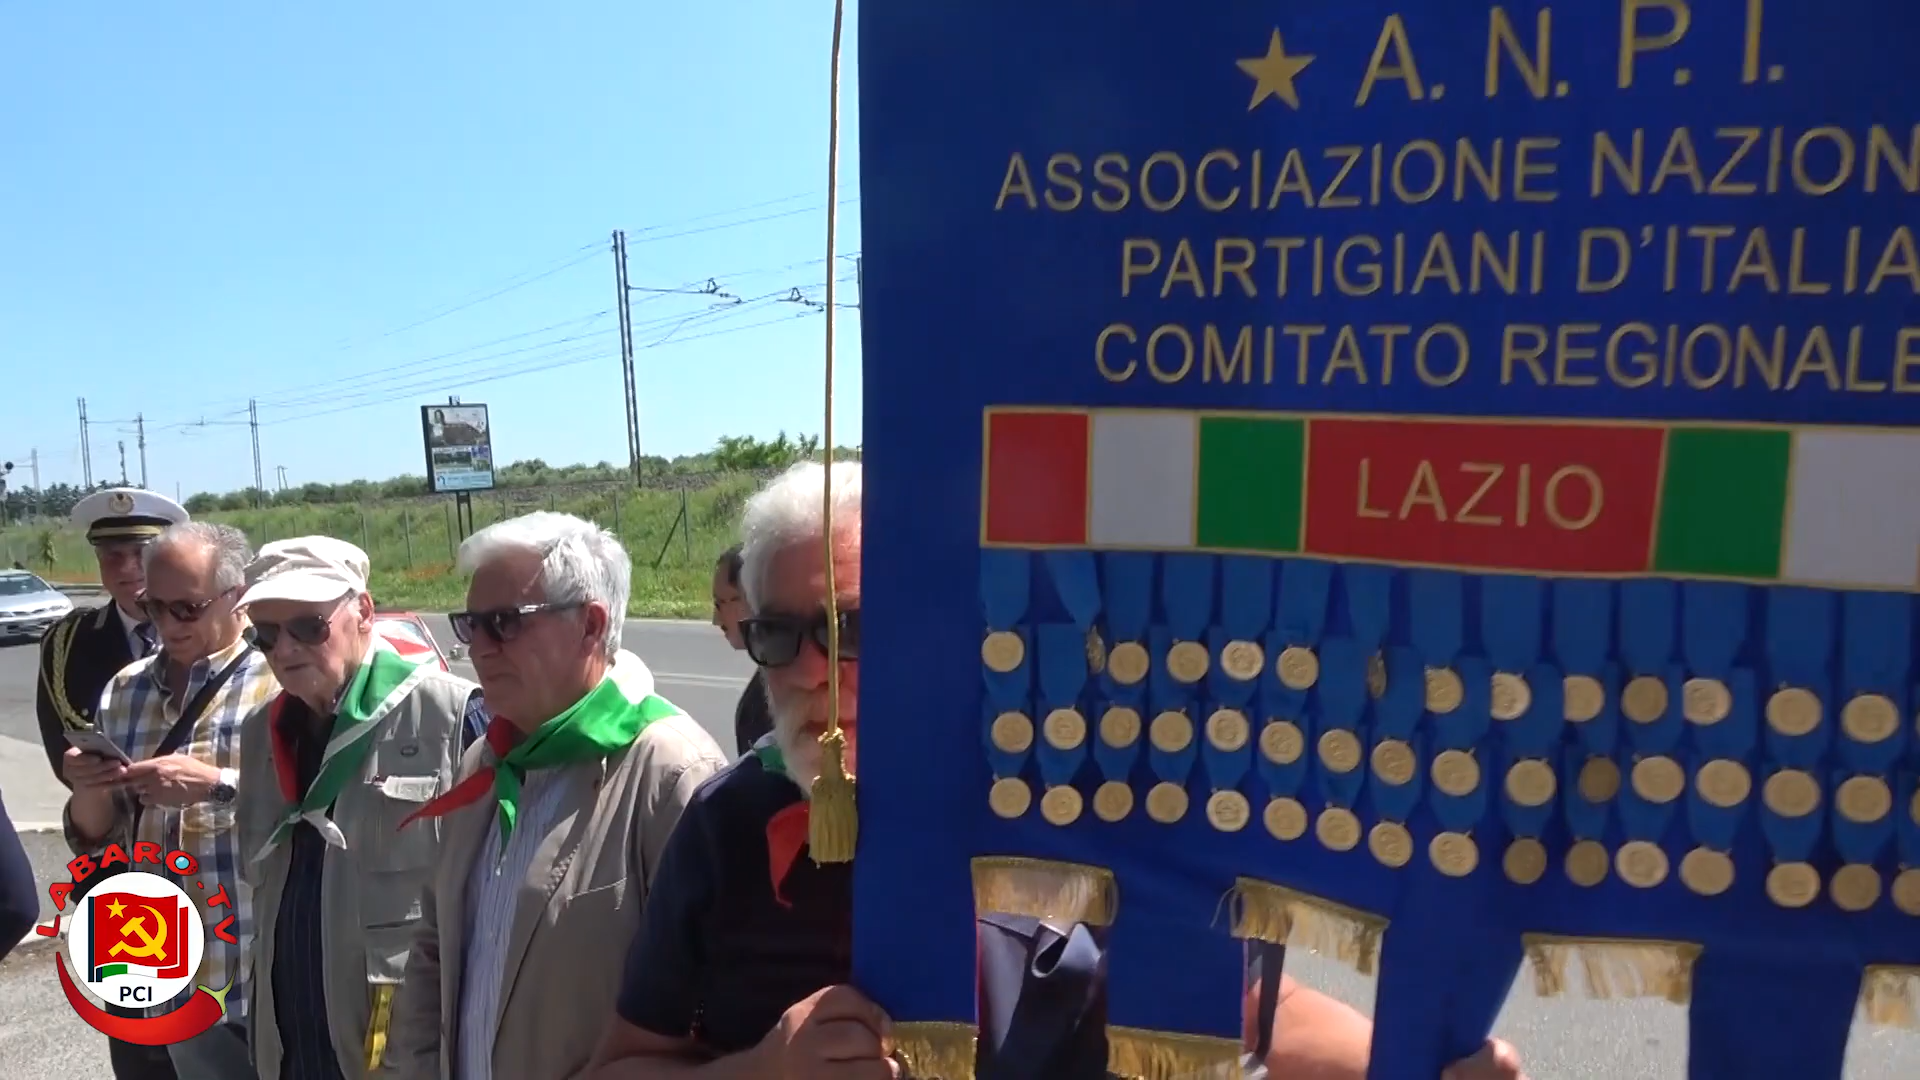 A. N. P. I.
ASSOCIAZIONE NAZION
PARTIGIANI D'ITALIA
COMITATO REGIONALE
LAZIO
LABARO.TV
PCI